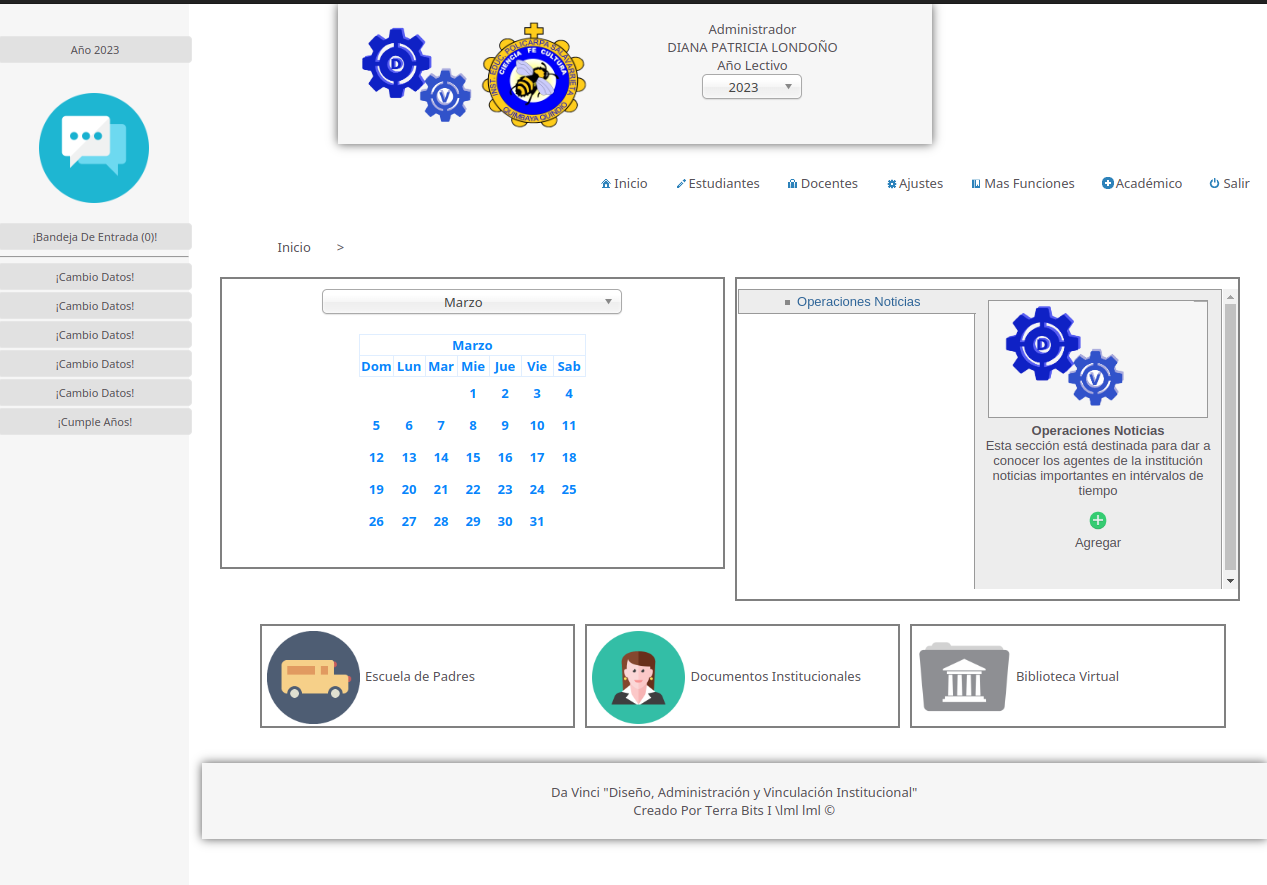 Año 2023
¡Bandeja De Entrada (0)!
¡Cambio Datos!
¡Cambio Datos!
¡Cambio Datos!
¡Cambio Datos!
¡Cambio Datos!
¡Cumple Años!
D
V
INST. EDUC. POLICARPA SALAVARRIETA
CIENCIA FE CULTURA
QUIMBAYA QUINDIO
Administrador
DIANA PATRICIA LONDOÑO
Año Lectivo
2023
Inicio Estudiantes Docentes Ajustes Mas Funciones Académico Salir
Inicio >
Marzo
Marzo
Dom Lun Mar Mie Jue Vie Sab
1 2 3 4
5 6 7 8 9 10 11
12 13 14 15 16 17 18
19 20 21 22 23 24 25
26 27 28 29 30 31
Operaciones Noticias
D
V
Operaciones Noticias
Esta sección está destinada para dar a
conocer los agentes de la institución
noticias importantes en intérvalos de
tiempo
Agregar
Escuela de Padres
Documentos Institucionales
Biblioteca Virtual
Da Vinci "Diseño, Administración y Vinculación Institucional"
Creado Por Terra Bits I \lml lml ©